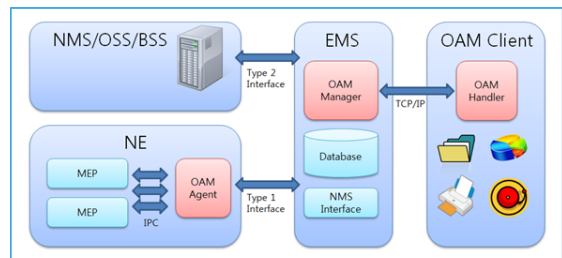 NMS/OSS/BSS
Type 2
Interface
EMS
OAM
Manager
Database
NMS
Interface
TCP/IP
OAM Client
OAM
Handler
NE
MEP
MEP
IPC
OAM
Agent
Type 1
Interface